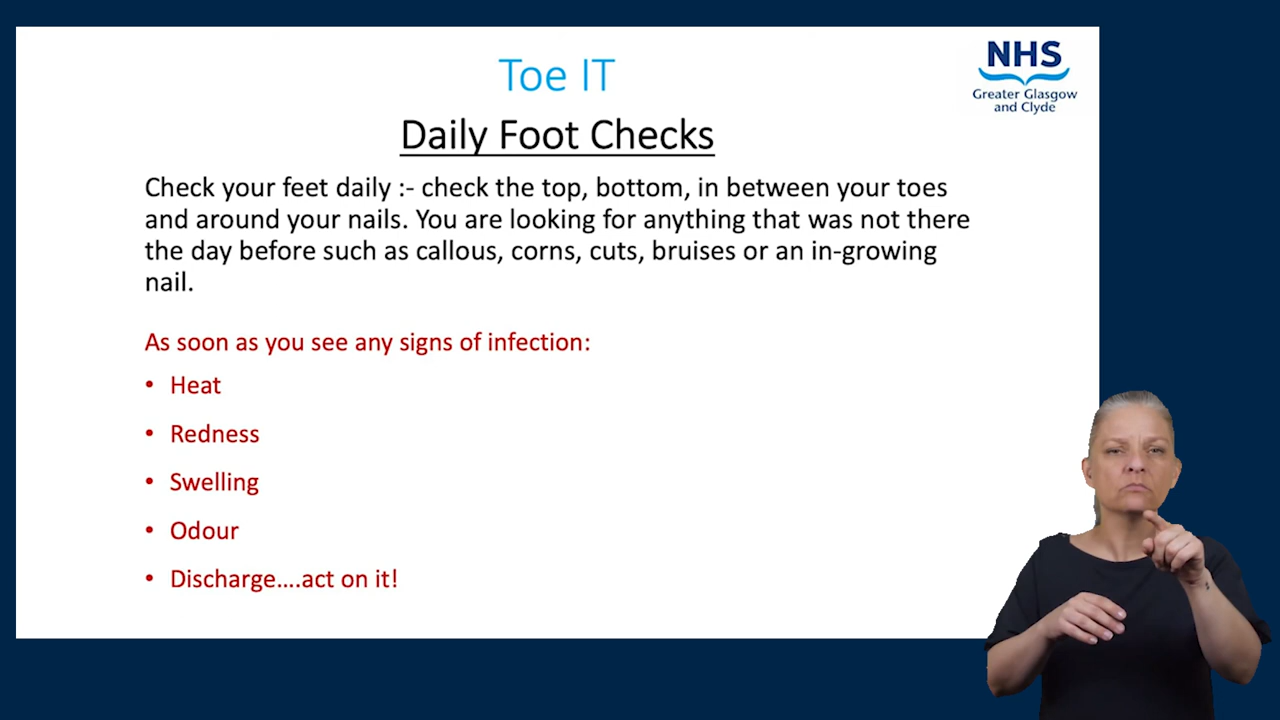 Toe IT
NHS
Greater Glasgow
and Clyde
Daily Foot Checks
Check your feet daily :- check the top, bottom, in between your toes
and around your nails. You are looking for anything that was not there
the day before such as callous, corns, cuts, bruises or an in-growing
nail.
As soon as you see any signs of infection:
• Heat
• Redness
• Swelling
• Odour
• Discharge....act on it!